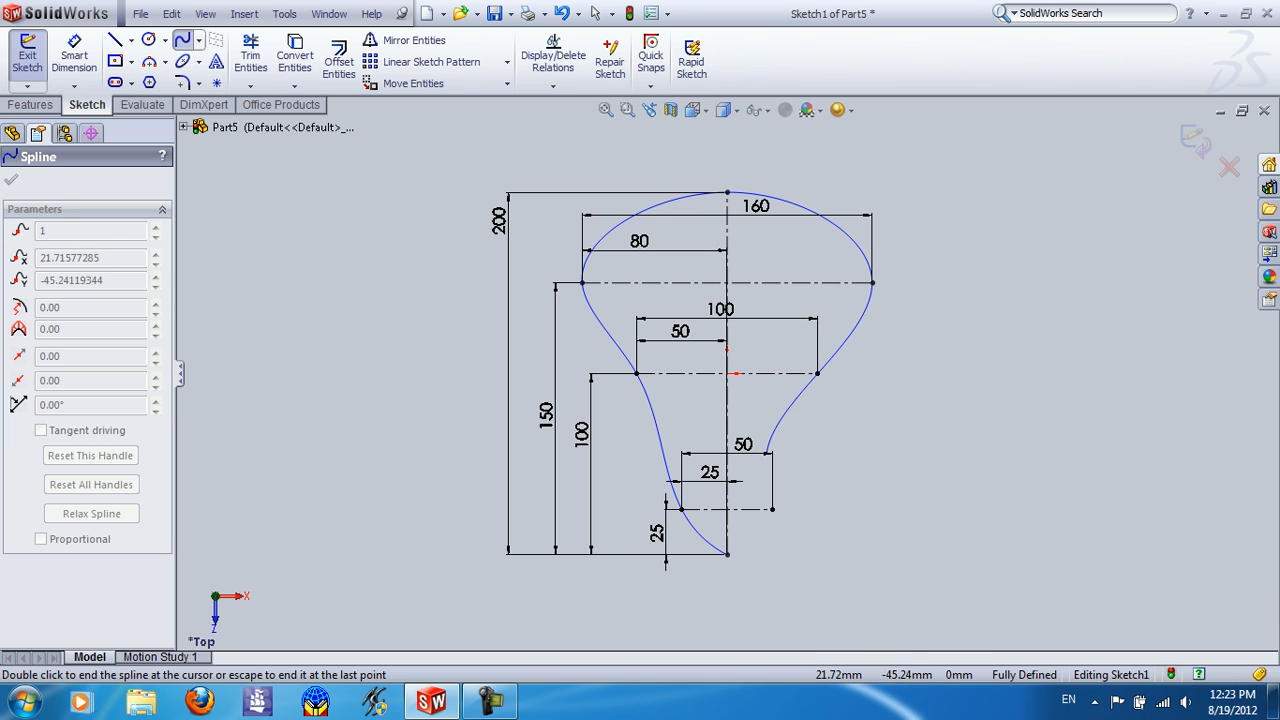 SolidWorks File Edit View Insert Tools Window Help Sketch1 of Part5 * SolidWorks Search ?
Exit Sketch Smart Dimension Trim Entities Convert Entities Offset Entities Mirror Entities Linear Sketch Pattern Move Entities Display/Delete Relations Repair Sketch Quick Snaps Rapid Sketch
Features Sketch Evaluate DimXpert Office Products
Part5 (Default<<Default>_...
Spline ?
Parameters
1
21.71577285
-45.24119344
0.00
0.00
0.00
0.00
0.00°
Tangent driving
Reset This Handle
Reset All Handles
Relax Spline
Proportional
160
200
80
100
50
150
100
50
25
25
X
Z
*Top
Model Motion Study 1
Double click to end the spline at the cursor or escape to end it at the last point 21.72mm -45.24mm 0mm Fully Defined Editing Sketch1 ?
EN 12:23 PM
8/19/2012